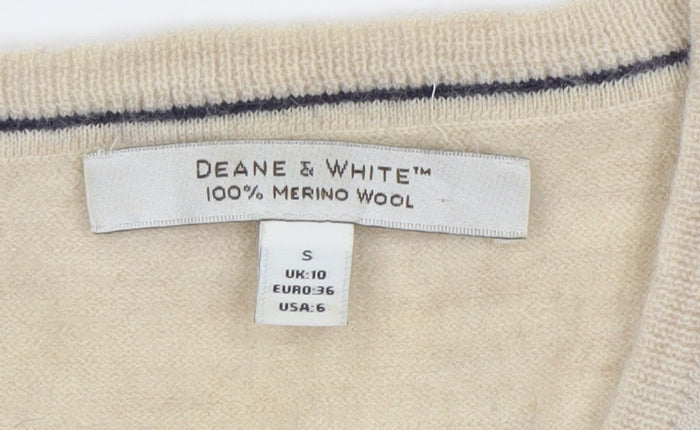 DEANE & WHITE™
100% MERINO WOOL
S
UK:10
EURO:36
USA:6